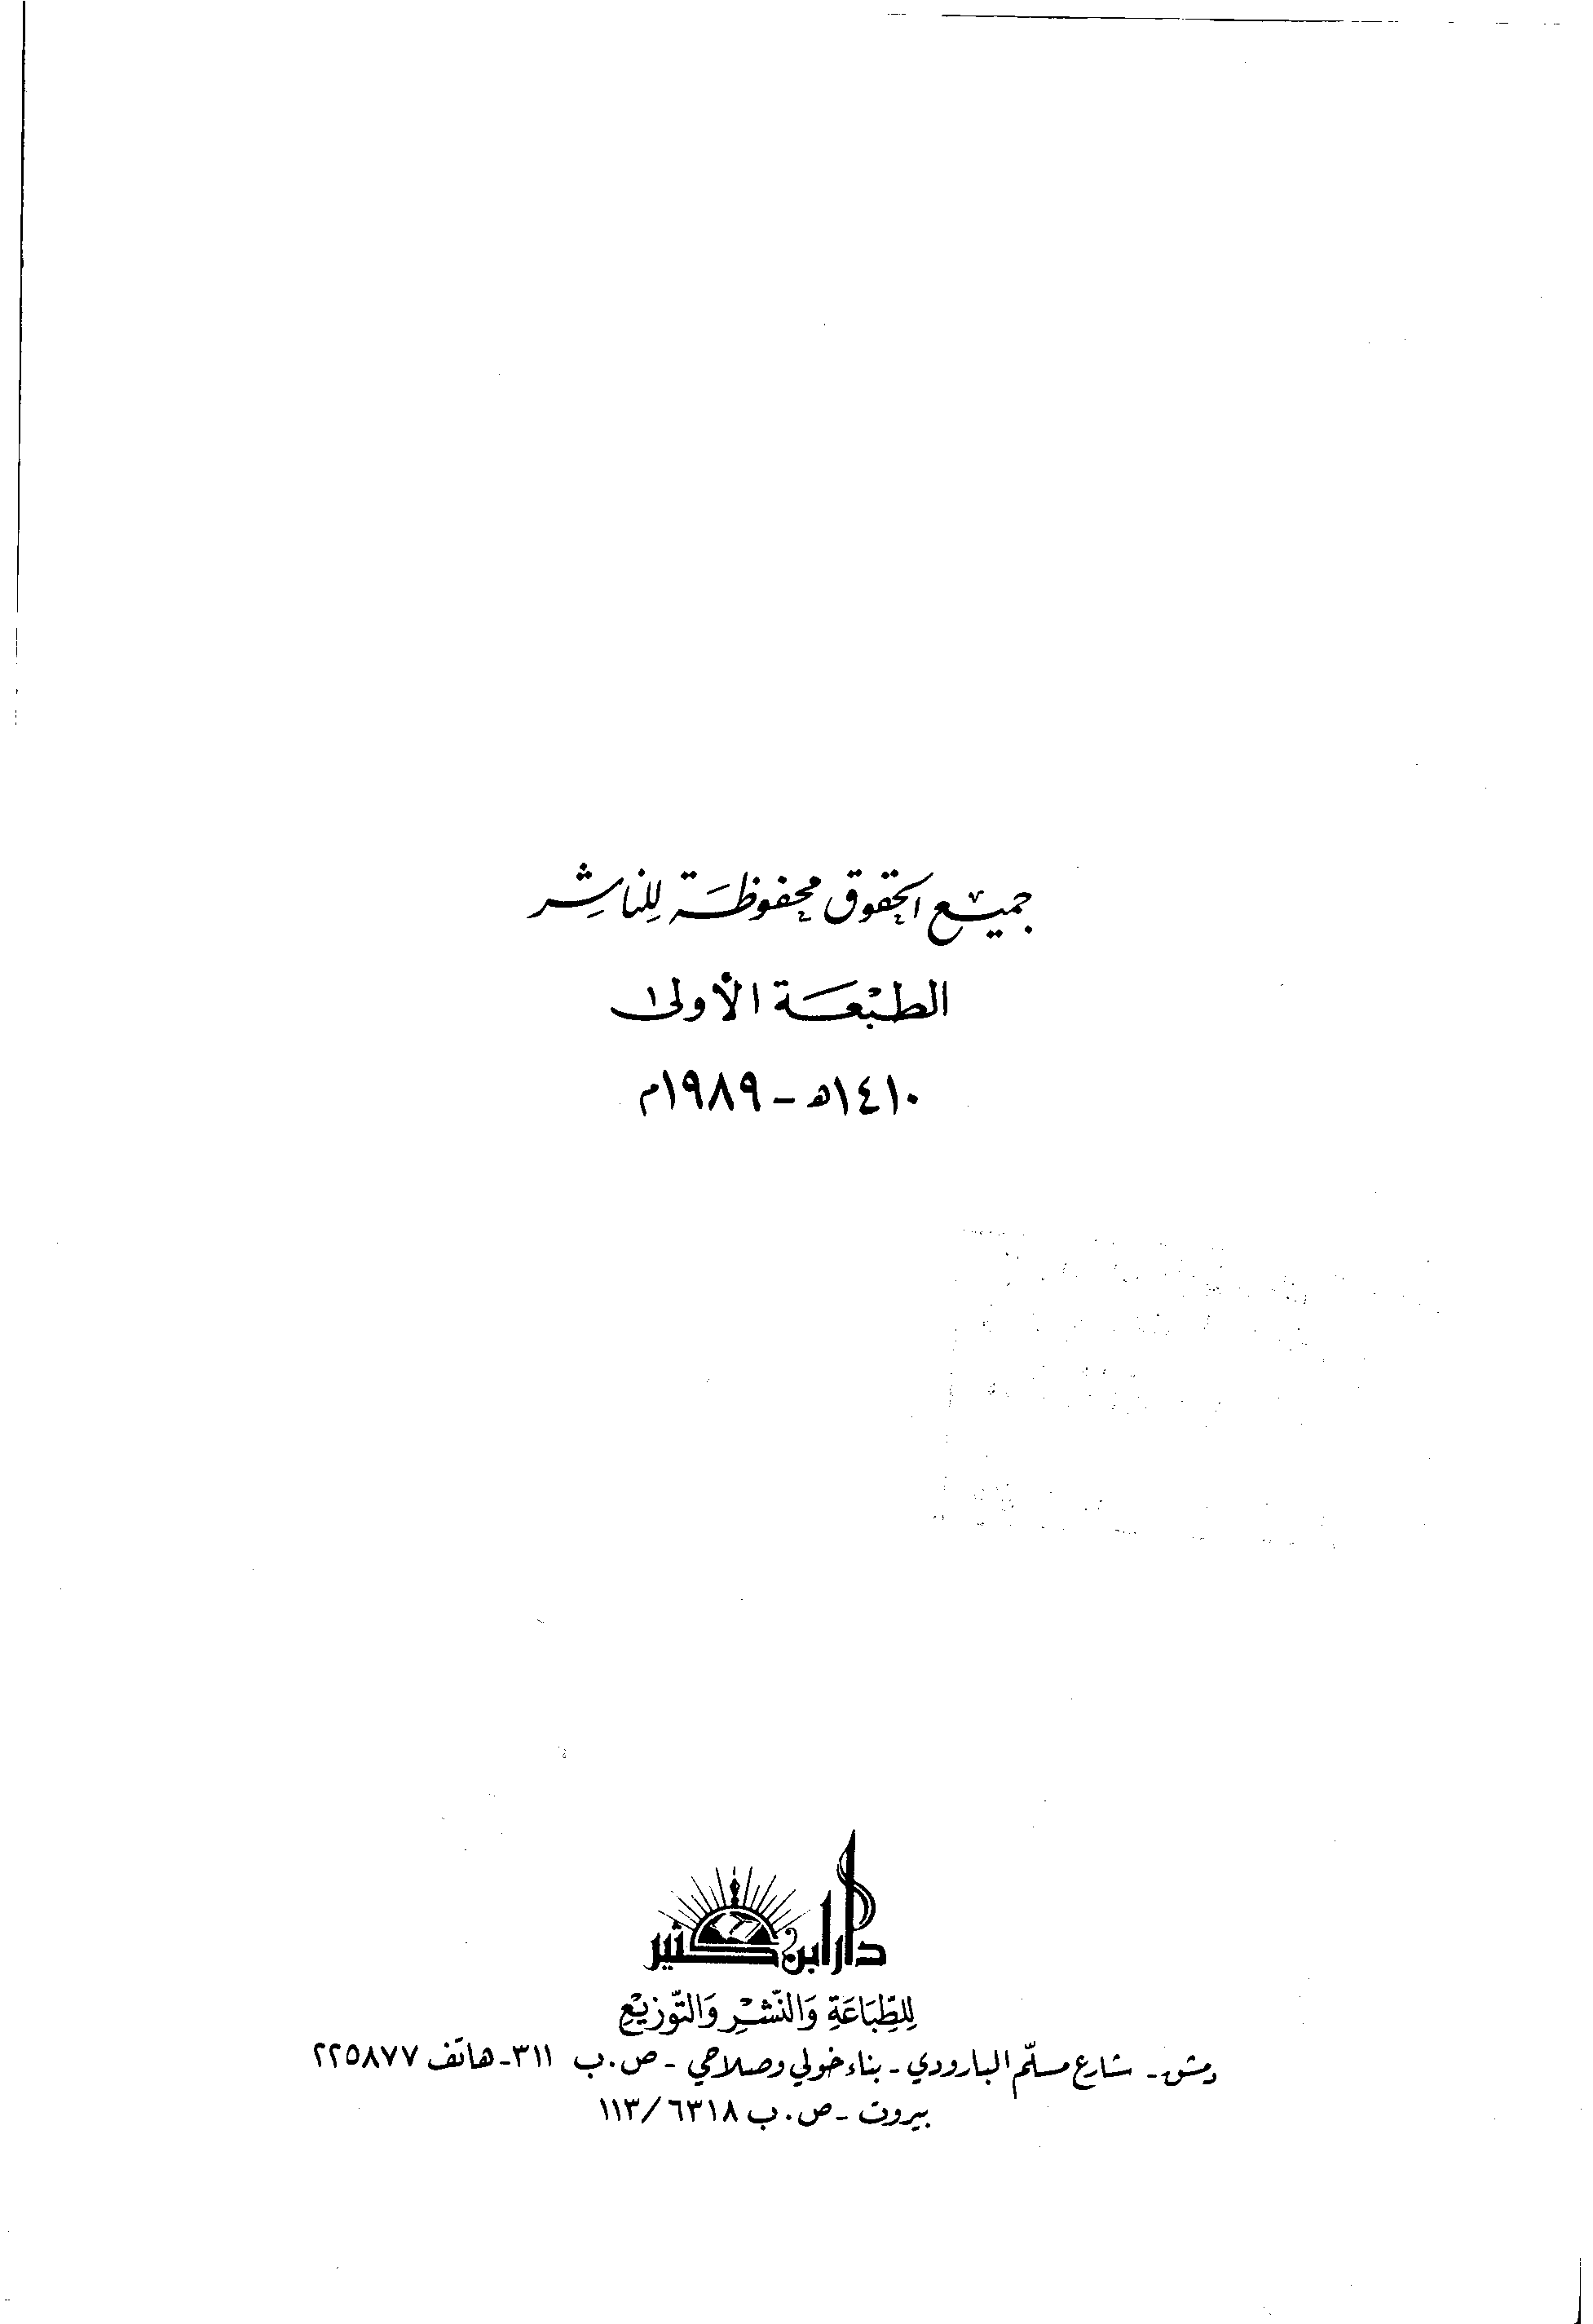 جميع الحقوق محفوظة للناشر
الطبعة الأولى
١٤١٠ه - ١٩٨٩م
دار ابن كثير
للطباعة والنشر والتوزيع
دمشق - شارع مسلم البارودي - بناء خولي وصلاحي - ص.ب ٣١١ - هاتف ٢٢٥٨٧٧
بيروت - ص.ب ١١٣/٦٣١٨